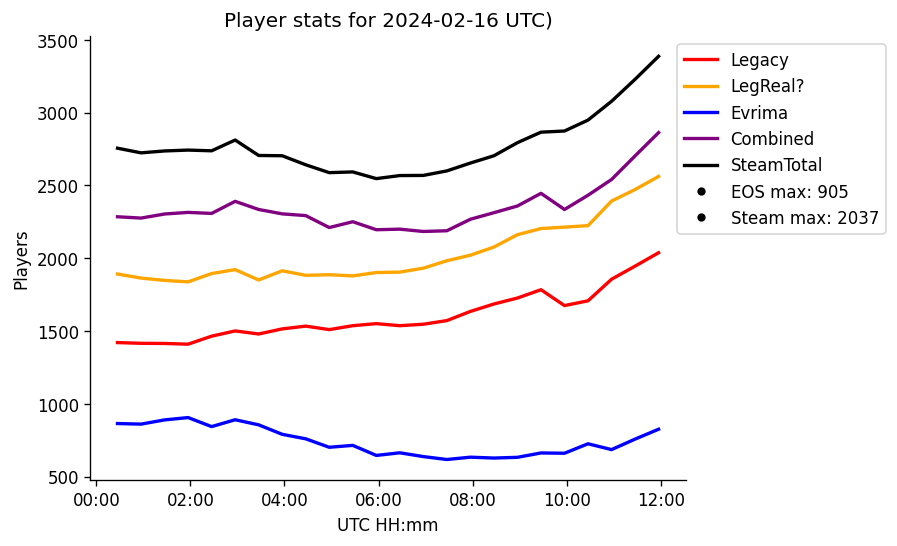 Player stats for 2024-02-16 UTC)
3500
3000
2500
2000
1500
1000
500
Players
00:00 02:00 04:00 06:00 08:00 10:00 12:00
UTC HH:mm
Legacy
LegReal?
Evrima
Combined
SteamTotal
EOS max: 905
Steam max: 2037